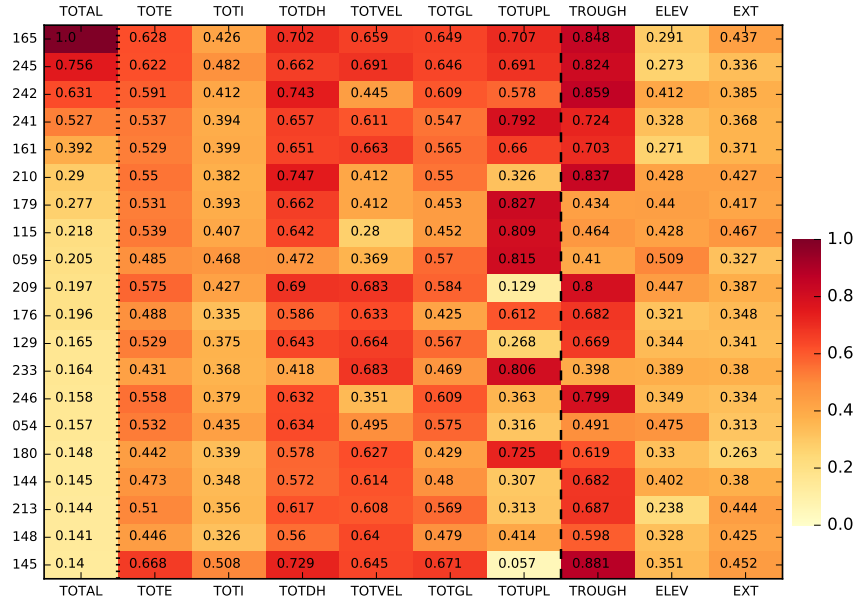 TOTAL TOTE TOTI TOTDH TOTVEL TOTGL TOTUPL TROUGH ELEV EXT
165 1.0 0.628 0.426 0.702 0.659 0.649 0.707 0.848 0.291 0.437
245 0.756 0.622 0.482 0.662 0.691 0.646 0.691 0.824 0.273 0.336
242 0.631 0.591 0.412 0.743 0.445 0.609 0.578 0.859 0.412 0.385
241 0.527 0.537 0.394 0.657 0.611 0.547 0.792 0.724 0.328 0.368
161 0.392 0.529 0.399 0.651 0.663 0.565 0.66 0.703 0.271 0.371
210 0.29 0.55 0.382 0.747 0.412 0.55 0.326 0.837 0.428 0.427
179 0.277 0.531 0.393 0.662 0.412 0.453 0.827 0.434 0.44 0.417
115 0.218 0.539 0.407 0.642 0.28 0.452 0.809 0.464 0.428 0.467
059 0.205 0.485 0.468 0.472 0.369 0.57 0.815 0.41 0.509 0.327
209 0.197 0.575 0.427 0.69 0.683 0.584 0.129 0.8 0.447 0.387
176 0.196 0.488 0.335 0.586 0.633 0.425 0.612 0.682 0.321 0.348
129 0.165 0.529 0.375 0.643 0.664 0.567 0.268 0.669 0.344 0.341
233 0.164 0.431 0.368 0.418 0.683 0.469 0.806 0.398 0.389 0.38
246 0.158 0.558 0.379 0.632 0.351 0.609 0.363 0.799 0.349 0.334
054 0.157 0.532 0.435 0.634 0.495 0.575 0.316 0.491 0.475 0.313
180 0.148 0.442 0.339 0.578 0.627 0.429 0.725 0.619 0.33 0.263
144 0.145 0.473 0.348 0.572 0.614 0.48 0.307 0.682 0.402 0.38
213 0.144 0.51 0.356 0.617 0.608 0.569 0.313 0.687 0.238 0.444
148 0.141 0.446 0.326 0.56 0.64 0.479 0.414 0.598 0.328 0.425
145 0.14 0.668 0.508 0.729 0.645 0.671 0.057 0.881 0.351 0.452
TOTAL TOTE TOTI TOTDH TOTVEL TOTGL TOTUPL TROUGH ELEV EXT
1.0
0.8
0.6
0.4
0.2
0.0